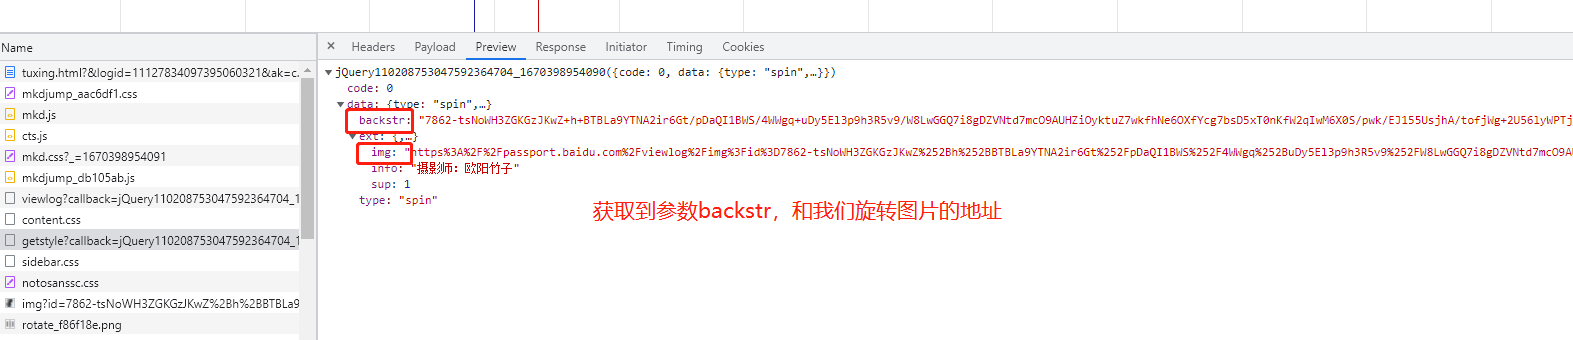 Name
× Headers Payload Preview Response Initiator Timing Cookies
tuxing.html?&logid=11127834097395060321&ak=c...
mkdjump_aac6df1.css
mkd.js
cts.js
mkd.css?_=1670398954091
mkdjump_db105ab.js
viewlog?callback=jQuery110208753047592364704_1...
content.css
getstyle?callback=jQuery110208753047592364704_1...
sidebar.css
notosanssc.css
img?id=7862-tsNoWH3ZGKGzJKwZ%2Bh%2BBTBLa9...
rotate_f86f18e.png
▼jQuery110208753047592364704_1670398954090({code: 0, data: {type: "spin",…}})
code: 0
▼data: {type: "spin",…}
backstr: "7862-tsNoWH3ZGKGzJKwZ+h+BTBLa9YTNA2ir6Gt/pDaQI1BWS/4WWgq+uDy5El3p9h3R5v9/W8LwGGQ7i8gDZVNtd7mcO9AUHZiOyktuZ7wkfhNe6OXfYcg7bsD5xT0nKfW2qIwM6X0S/pwk/EJ155UsjhA/tofjWg+2U56lyWPTj
▼ext: {,…}
img: "https%3A%2F%2Fpassport.baidu.com%2Fviewlog%2Fimg%3Fid%3D7862-tsNoWH3ZGKGzJKwZ%252Bh%252BBTBLa9YTNA2ir6Gt%252FpDaQI1BWS%252F4WWgq%252BuDy5El3p9h3R5v9%252FW8LwGGQ7i8gDZVNtd7mcO9AU
info: "摄影师：欧阳竹子"
sup: 1
type: "spin"
获取到参数backstr，和我们旋转图片的地址